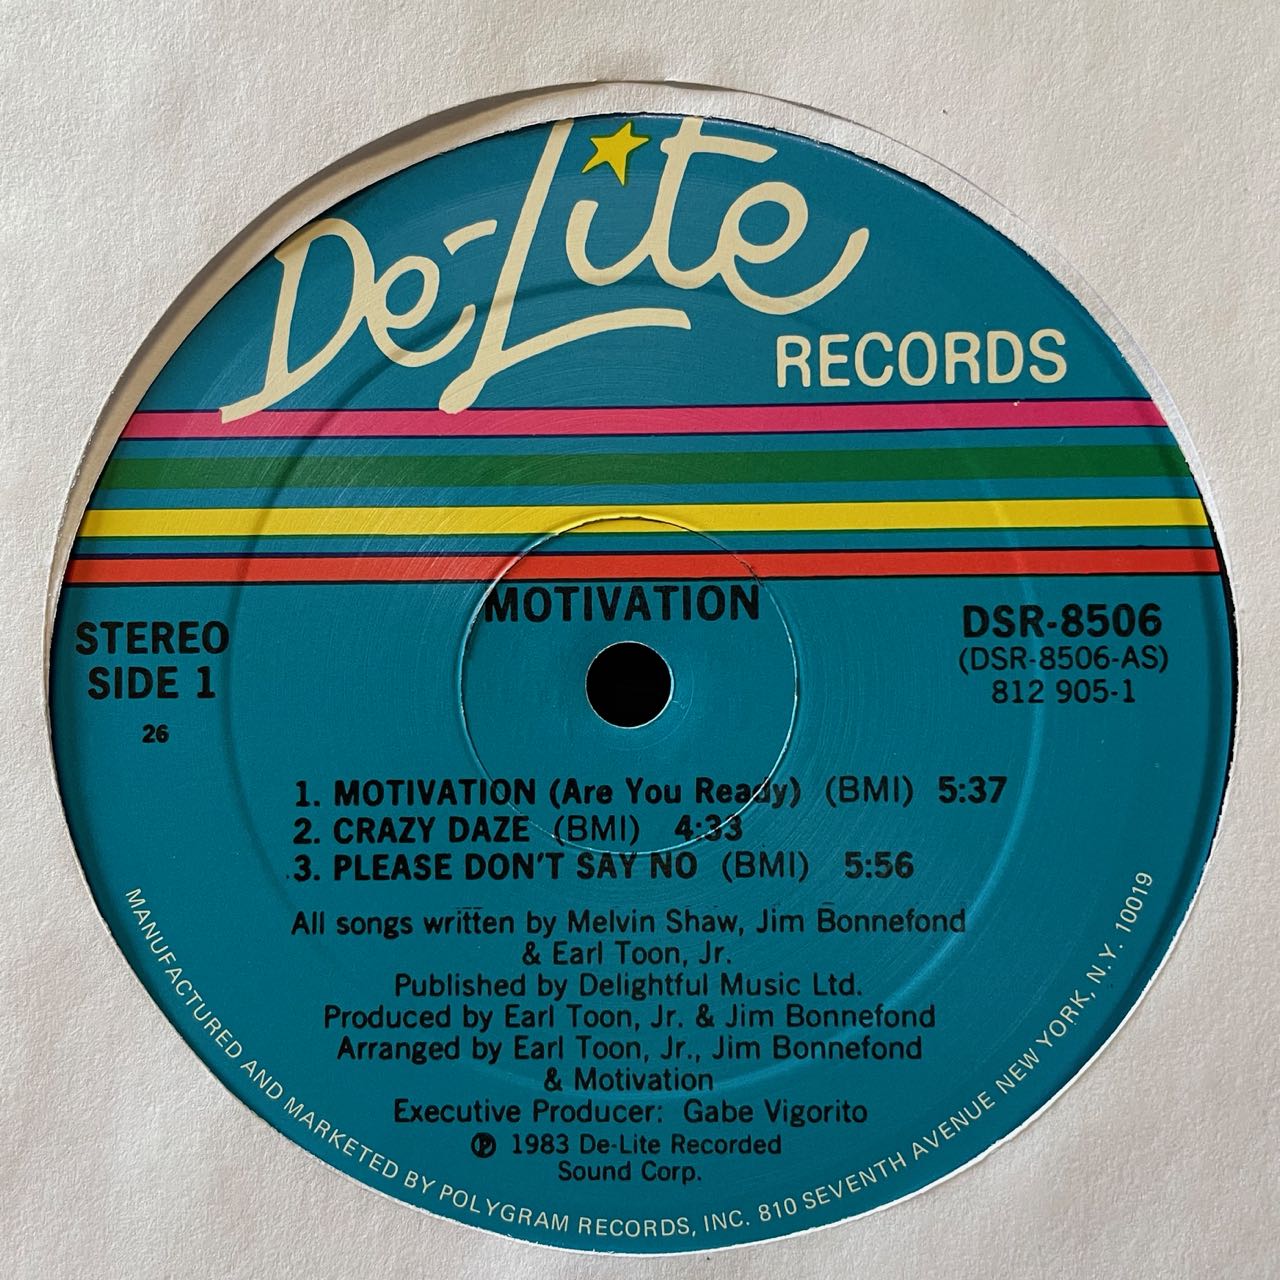 De-Lite
RECORDS
MOTIVATION
STEREO
SIDE 1
26
DSR-8506
(DSR-8506-AS)
812 905-1
1. MOTIVATION (Are You Ready) (BMI) 5:37
2. CRAZY DAZE (BMI) 4:33
3. PLEASE DON'T SAY NO (BMI) 5:56
All songs written by Melvin Shaw, Jim Bonnefond
& Earl Toon, Jr.
Published by Delightful Music Ltd.
Produced by Earl Toon, Jr. & Jim Bonnefond
Arranged by Earl Toon, Jr., Jim Bonnefond
& Motivation
Executive Producer: Gabe Vigorito
℗ 1983 De-Lite Recorded
Sound Corp.
MANUFACTURED AND MARKETED BY POLYGRAM RECORDS, INC. 810 SEVENTH AVENUE NEW YORK, N.Y. 10019